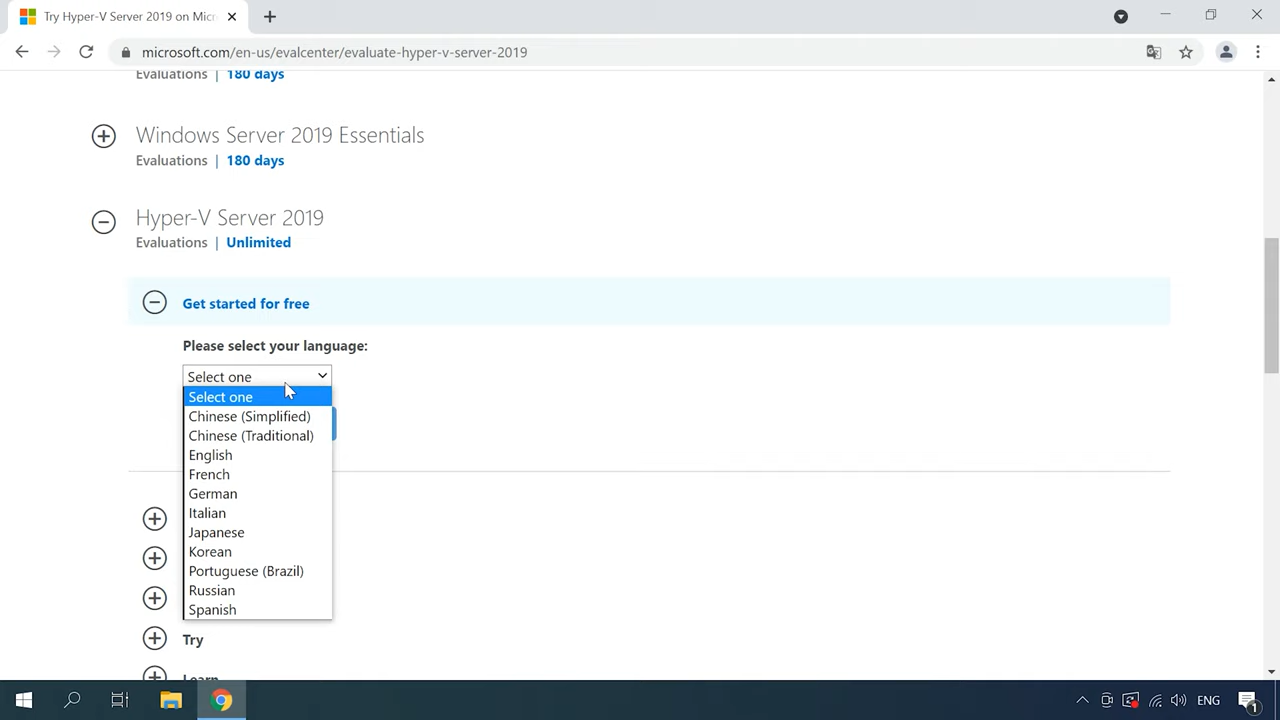 Try Hyper-V Server 2019 on Micr
microsoft.com/en-us/evalcenter/evaluate-hyper-v-server-2019
Evaluations | 180 days
Windows Server 2019 Essentials
Evaluations | 180 days
Hyper-V Server 2019
Evaluations | Unlimited
Get started for free
Please select your language:
Select one
Select one
Chinese (Simplified)
Chinese (Traditional)
English
French
German
Italian
Japanese
Korean
Portuguese (Brazil)
Russian
Spanish
Try
Learn
ENG
1